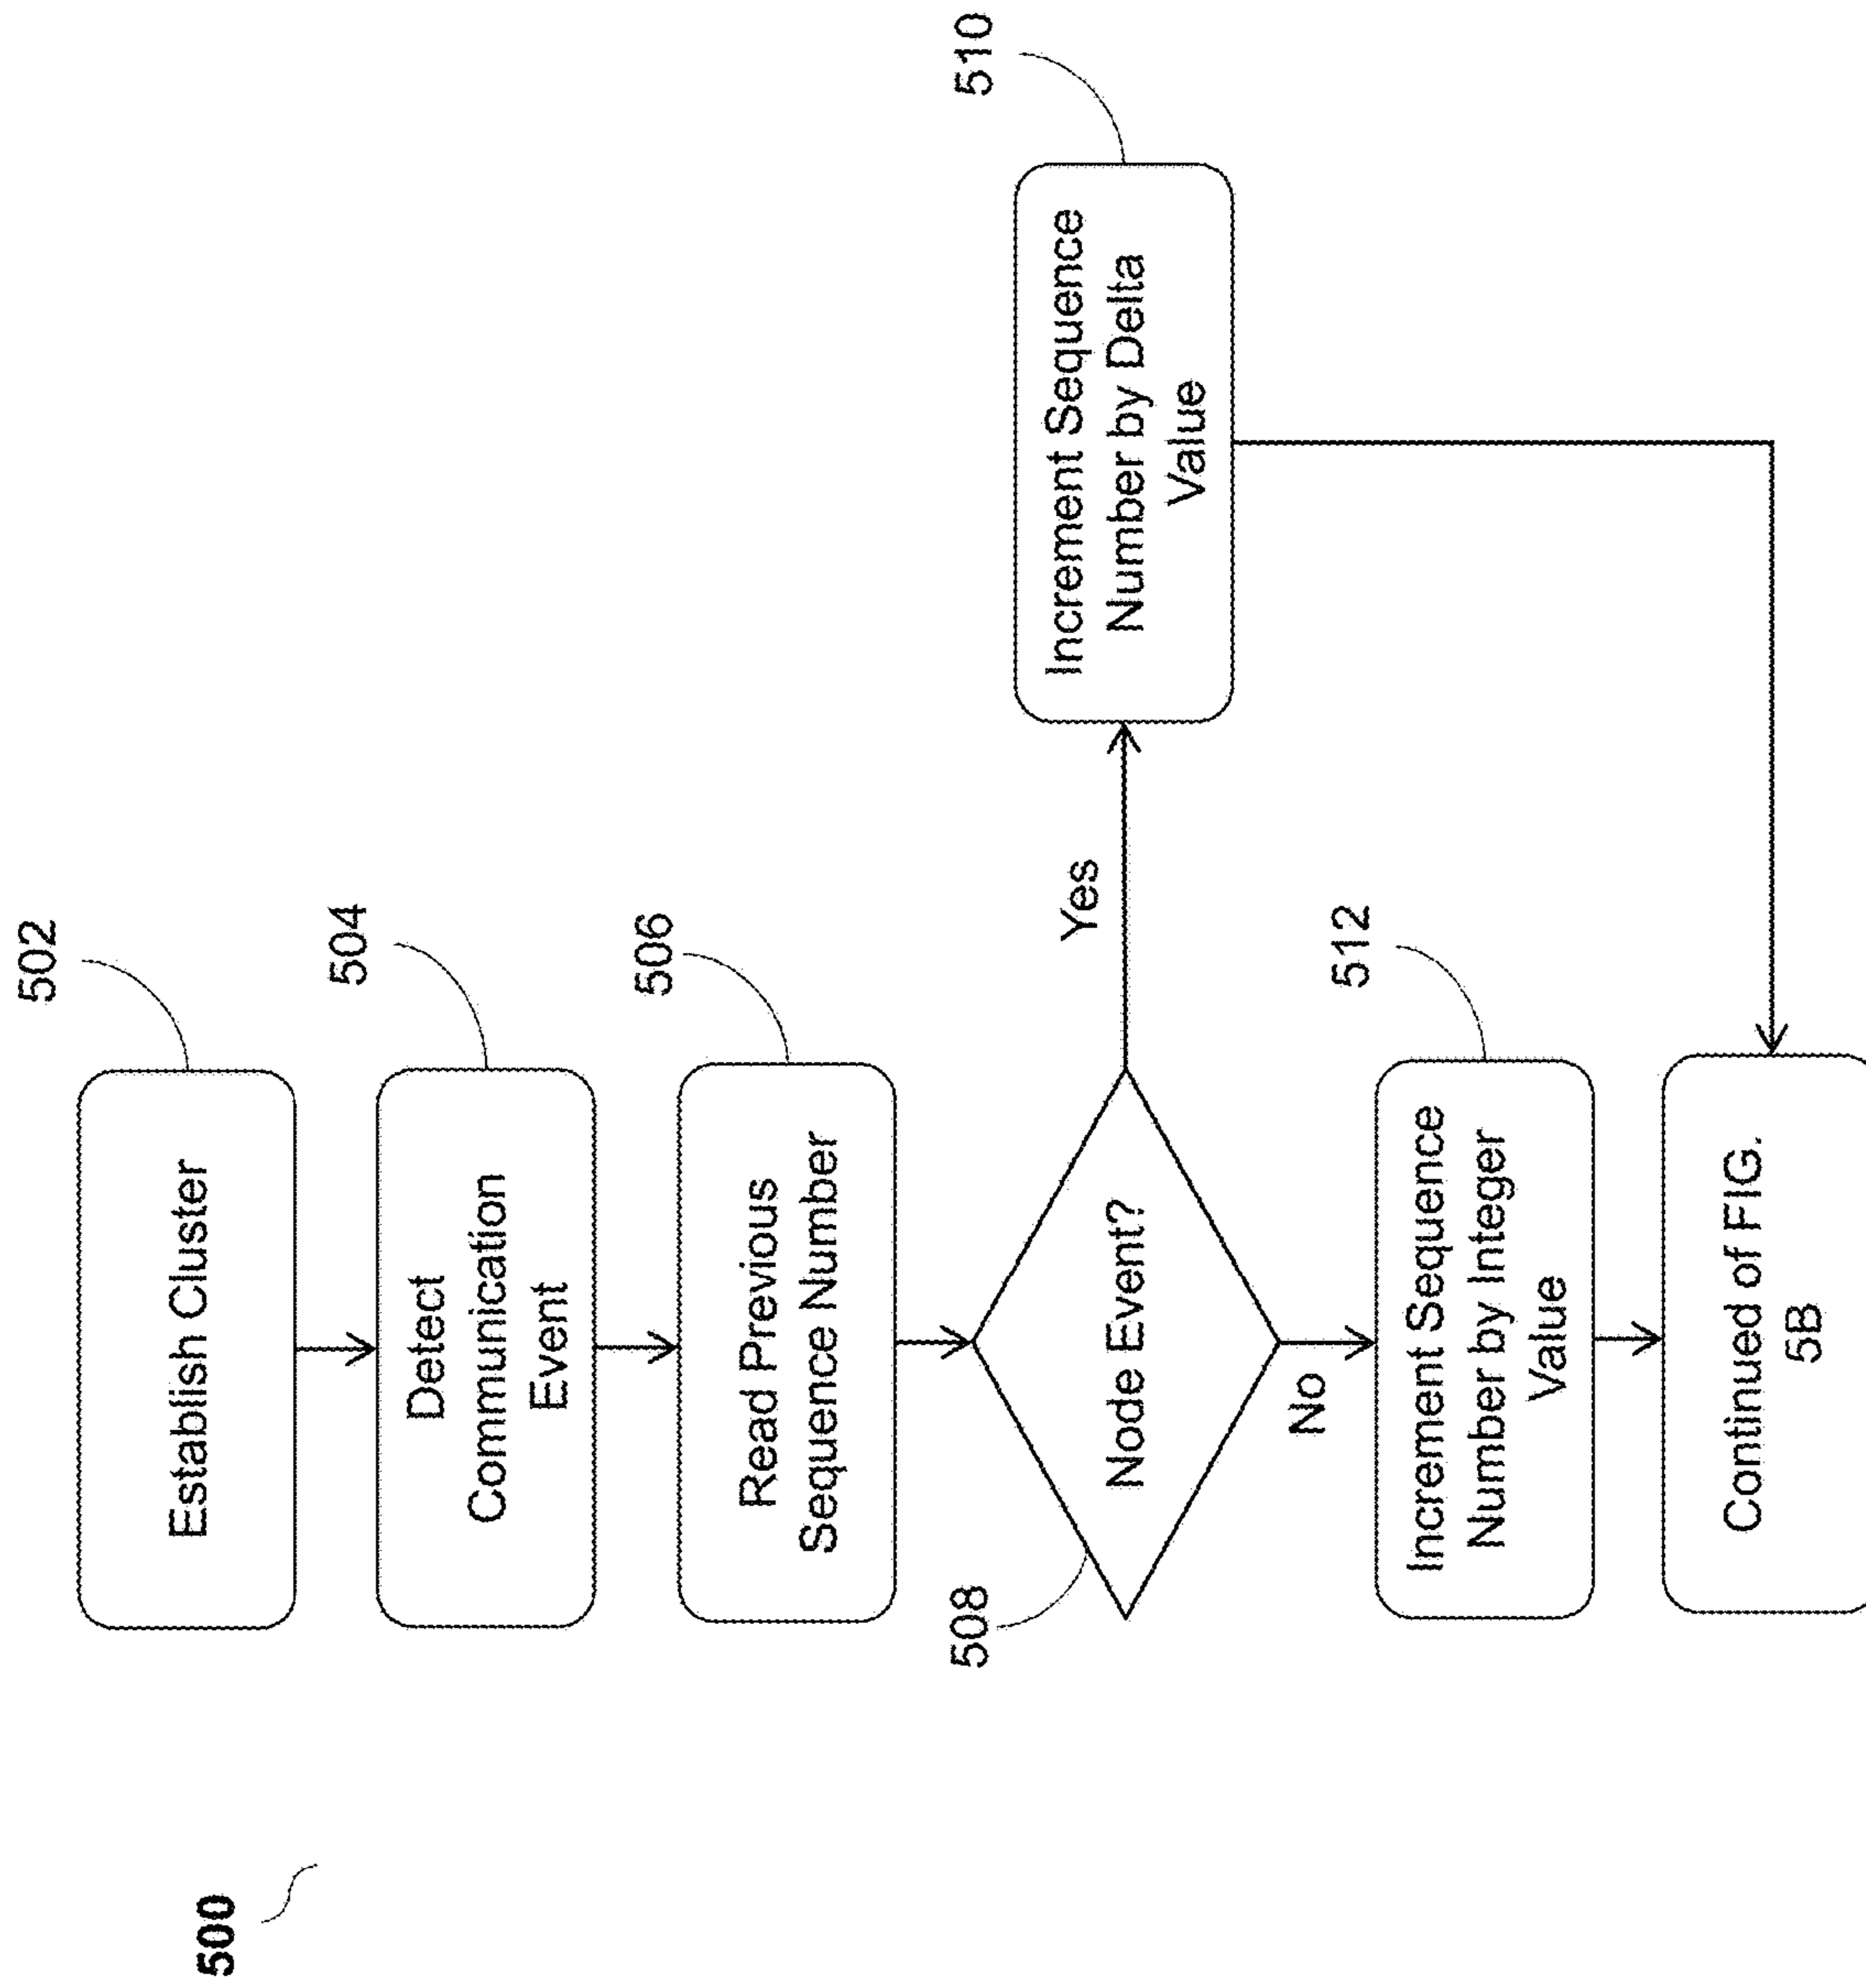 500
502
Establish Cluster
504
Detect
Communication
Event
506
Read Previous
Sequence Number
508
Node Event?
Yes
510
Increment Sequence
Number by Delta
Value
No
512
Increment Sequence
Number by Integer
Value
Continued of FIG.
5B